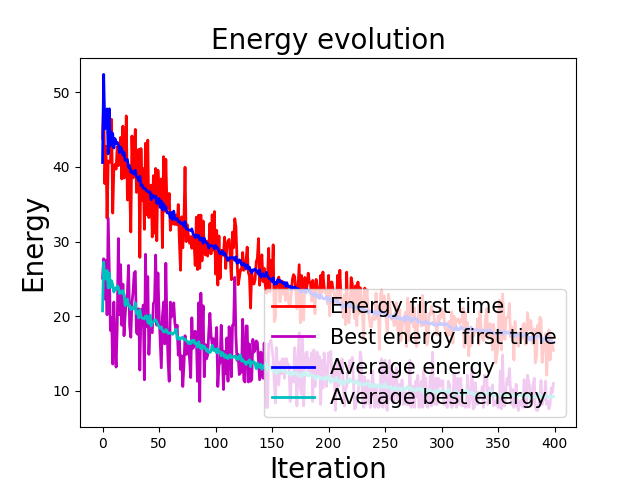 Energy evolution
Energy
50
40
30
20
10
Energy first time
Best energy first time
Average energy
Average best energy
0
50
100
150
200
250
300
350
400
Iteration